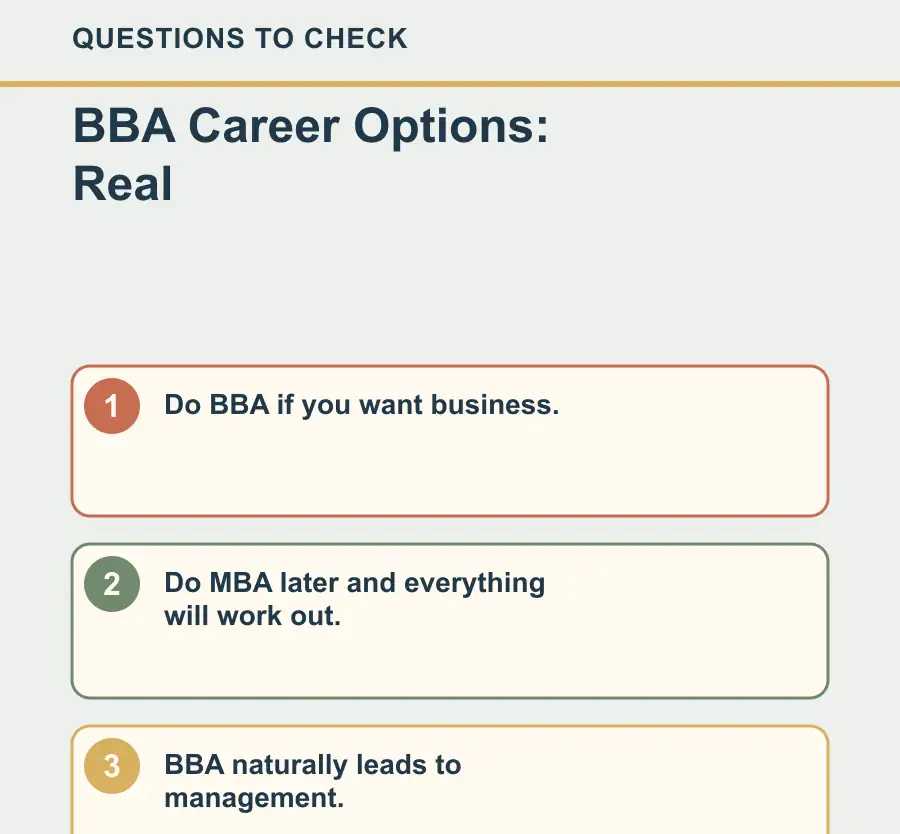 QUESTIONS TO CHECK
BBA Career Options:
Real
1
Do BBA if you want business.
2
Do MBA later and everything
will work out.
3
BBA naturally leads to
management.